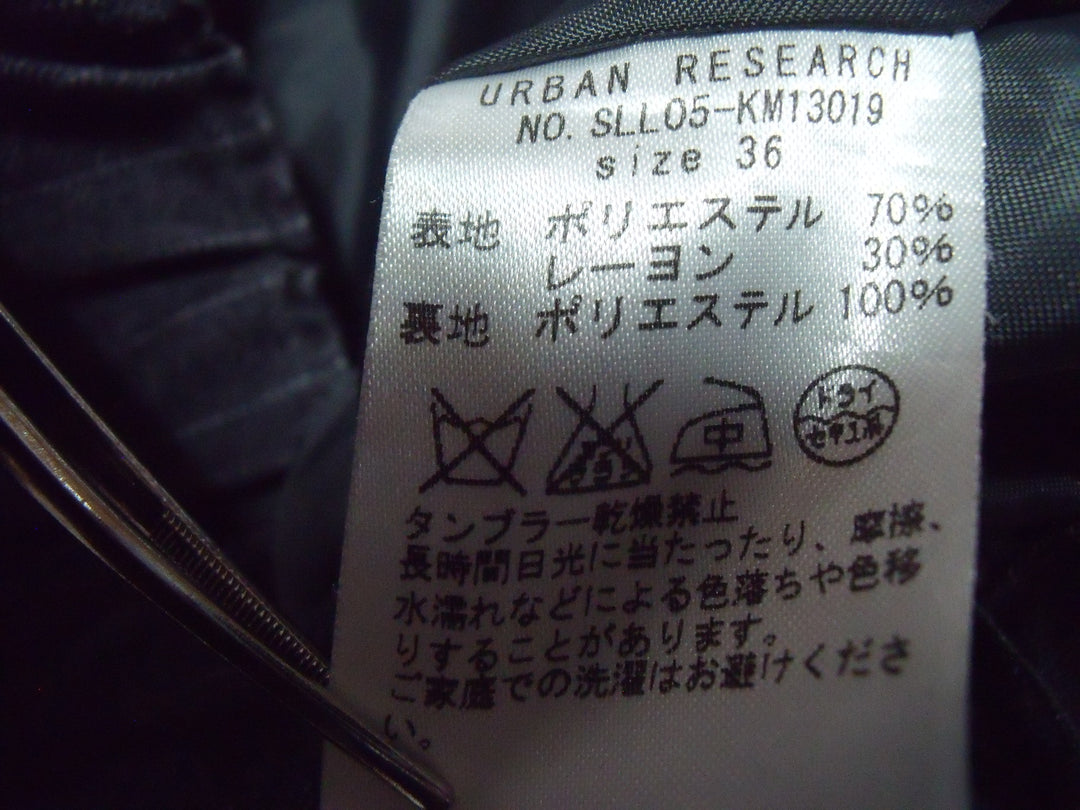 URBAN RESEARCH
NO. SLL05-KM13019
size 36
表地 ポリエステル 70%
レーヨン 30%
裏地 ポリエステル 100%
中
ドライ
セキユ系
タンブラー乾燥禁止
長時間日光に当たったり、摩擦、
水濡れなどによる色落ちや色移
りすることがあります。
ご家庭での洗濯はお避けくださ
い。